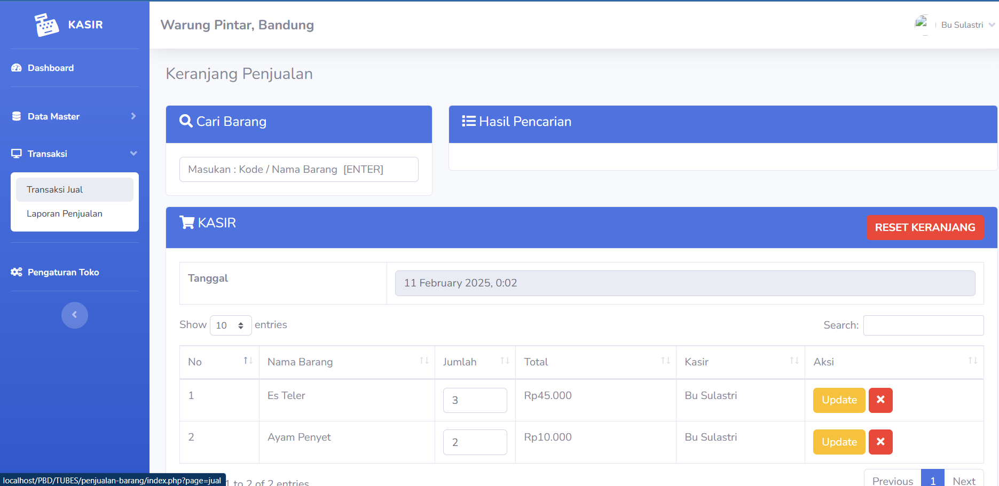 KASIR
Warung Pintar, Bandung
Bu Sulastri
Dashboard
Data Master
Transaksi
Transaksi Jual
Laporan Penjualan
Pengaturan Toko
Keranjang Penjualan
Cari Barang
Masukan : Kode / Nama Barang [ENTER]
Hasil Pencarian
KASIR
RESET KERANJANG
Tanggal
11 February 2025, 0:02
Show 10 entries
Search:
No Nama Barang Jumlah Total Kasir Aksi
1 Es Teler 3 Rp45.000 Bu Sulastri Update
2 Ayam Penyet 2 Rp10.000 Bu Sulastri Update
1 to 2 of 2 entries
Previous 1 Next
localhost/PBD/TUBES/penjualan-barang/index.php?page=jual